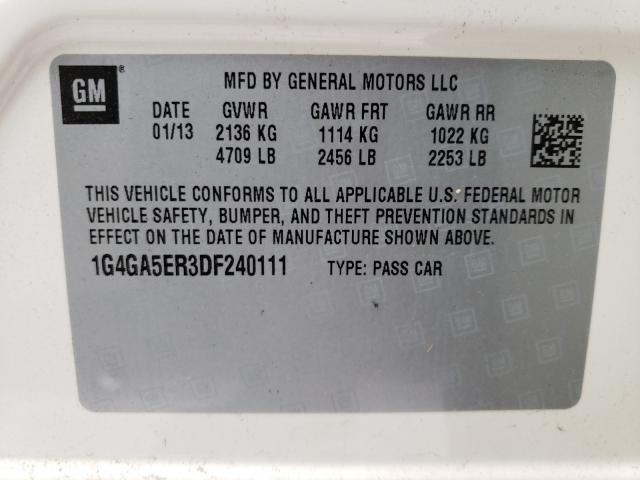 GM ®
MFD BY GENERAL MOTORS LLC
DATE GVWR GAWR FRT GAWR RR
01/13 2136 KG 1114 KG 1022 KG
4709 LB 2456 LB 2253 LB
THIS VEHICLE CONFORMS TO ALL APPLICABLE U.S. FEDERAL MOTOR
VEHICLE SAFETY, BUMPER, AND THEFT PREVENTION STANDARDS IN
EFFECT ON THE DATE OF MANUFACTURE SHOWN ABOVE.
1G4GA5ER3DF240111 TYPE: PASS CAR